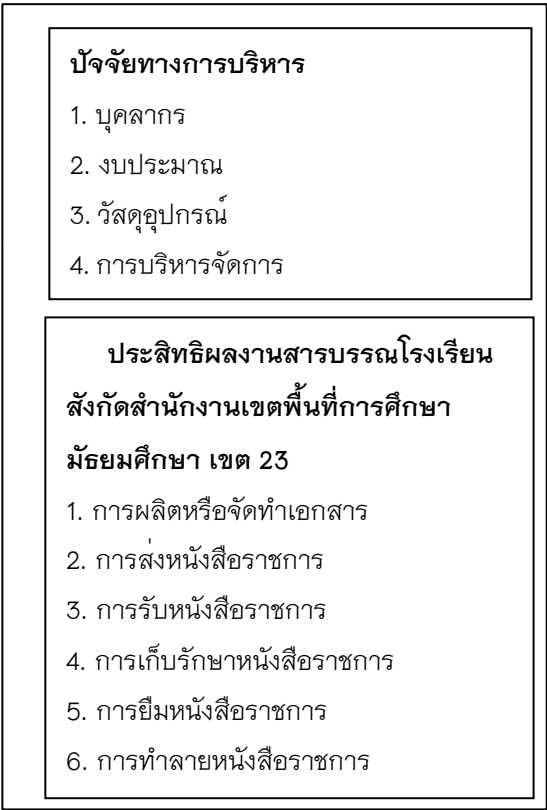 ปัจจัยทางการบริหาร
1. บุคลากร
2. งบประมาณ
3. วัสดุอุปกรณ์
4. การบริหารจัดการ
ประสิทธิผลงานสารบรรณโรงเรียน
สังกัดสำนักงานเขตพื้นที่การศึกษา
มัธยมศึกษา เขต 23
1. การผลิตหรือจัดทำเอกสาร
2. การส่งหนังสือราชการ
3. การรับหนังสือราชการ
4. การเก็บรักษาหนังสือราชการ
5. การยืมหนังสือราชการ
6. การทำลายหนังสือราชการ